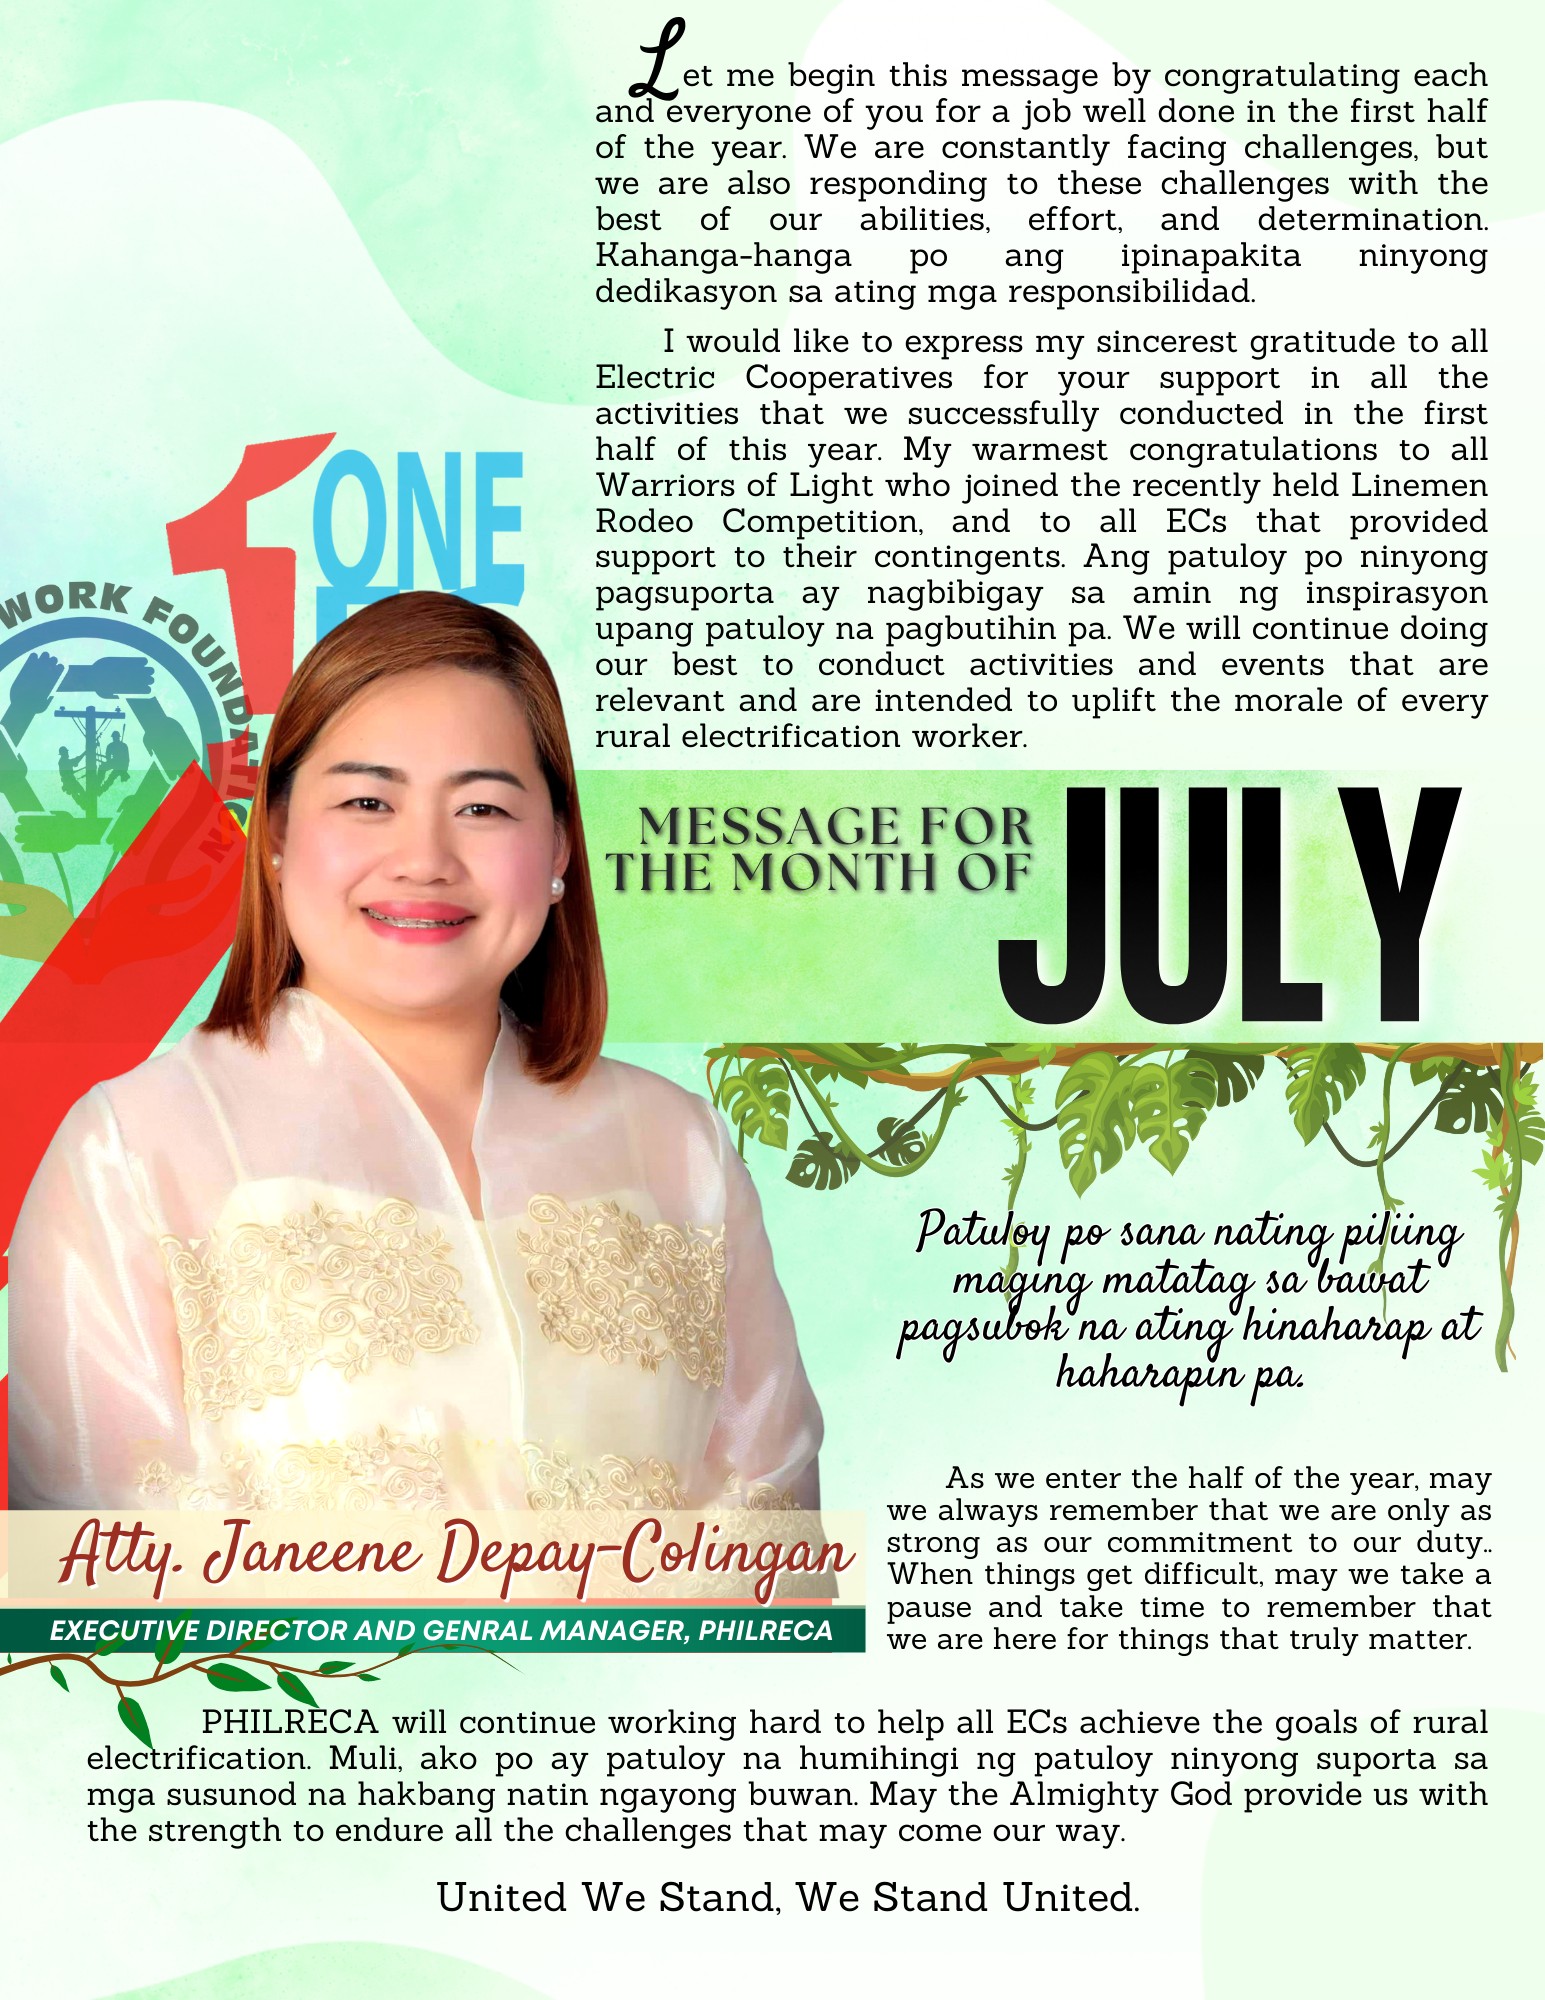 Let me begin this message by congratulating each
and everyone of you for a job well done in the first half
of the year. We are constantly facing challenges, but
we are also responding to these challenges with the
best of our abilities, effort, and determination.
Kahanga-hanga po ang ipinapakita ninyong
dedikasyon sa ating mga responsibilidad.
I would like to express my sincerest gratitude to all
Electric Cooperatives for your support in all the
activities that we successfully conducted in the first
half of this year. My warmest congratulations to all
Warriors of Light who joined the recently held Linemen
Rodeo Competition, and to all ECs that provided
support to their contingents. Ang patuloy po ninyong
pagsuporta ay nagbibigay sa amin ng inspirasyon
upang patuloy na pagbutihin pa. We will continue doing
our best to conduct activities and events that are
relevant and are intended to uplift the morale of every
rural electrification worker.
1 ONE
WORK FOUNDATION
MESSAGE FOR
THE MONTH OF
JULY
Patuloy po sana nating piliing
maging matatag sa bawat
pagsubok na ating hinaharap at
haharapin pa.
As we enter the half of the year, may
we always remember that we are only as
strong as our commitment to our duty..
When things get difficult, may we take a
pause and take time to remember that
we are here for things that truly matter.
Atty. Janeene Depay-Colingan
EXECUTIVE DIRECTOR AND GENRAL MANAGER, PHILRECA
PHILRECA will continue working hard to help all ECs achieve the goals of rural
electrification. Muli, ako po ay patuloy na humihingi ng patuloy ninyong suporta sa
mga susunod na hakbang natin ngayong buwan. May the Almighty God provide us with
the strength to endure all the challenges that may come our way.
United We Stand, We Stand United.